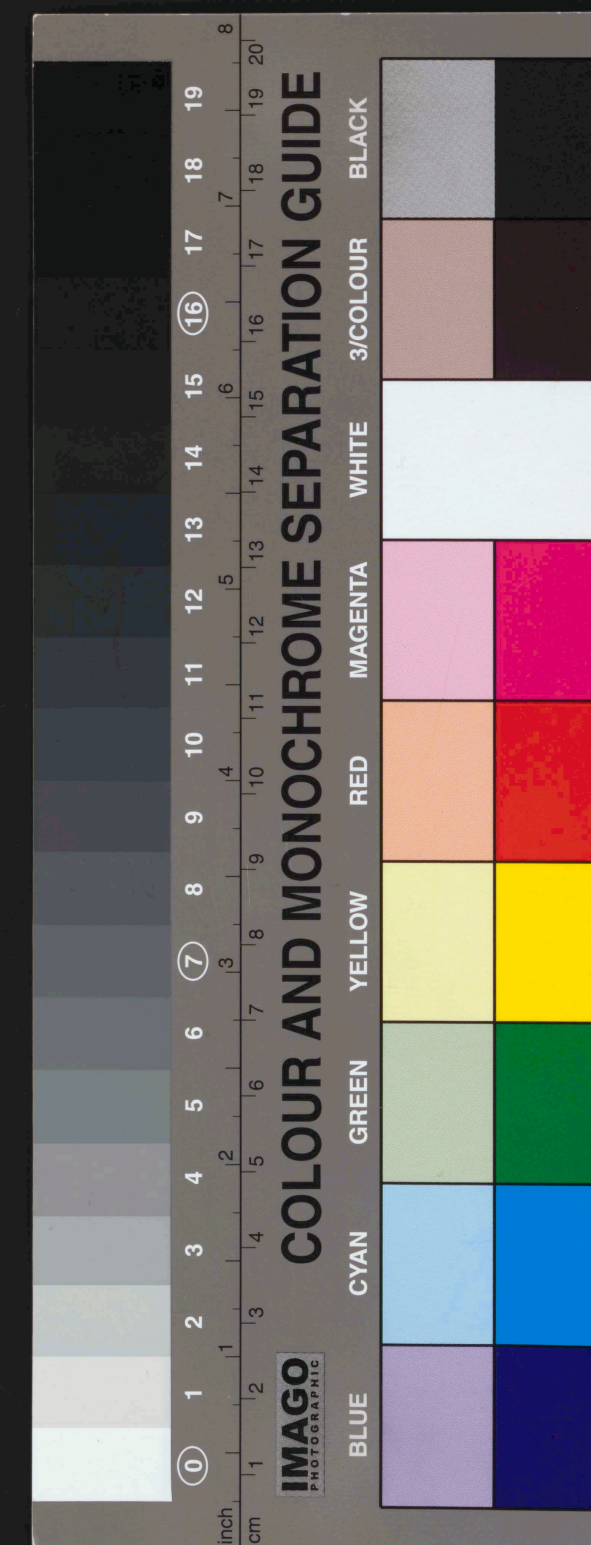 COLOUR AND MONOCHROME SEPARATION GUIDE
IMAGO
PHOTOGRAPHIC
BLUE CYAN GREEN YELLOW RED MAGENTA WHITE 3/COLOUR BLACK
0 1 2 3 4 5 6 7 8 9 10 11 12 13 14 15 16 17 18 19
inch 1 2 3 4 5 6 7 8
cm 1 2 3 4 5 6 7 8 9 10 11 12 13 14 15 16 17 18 19 20